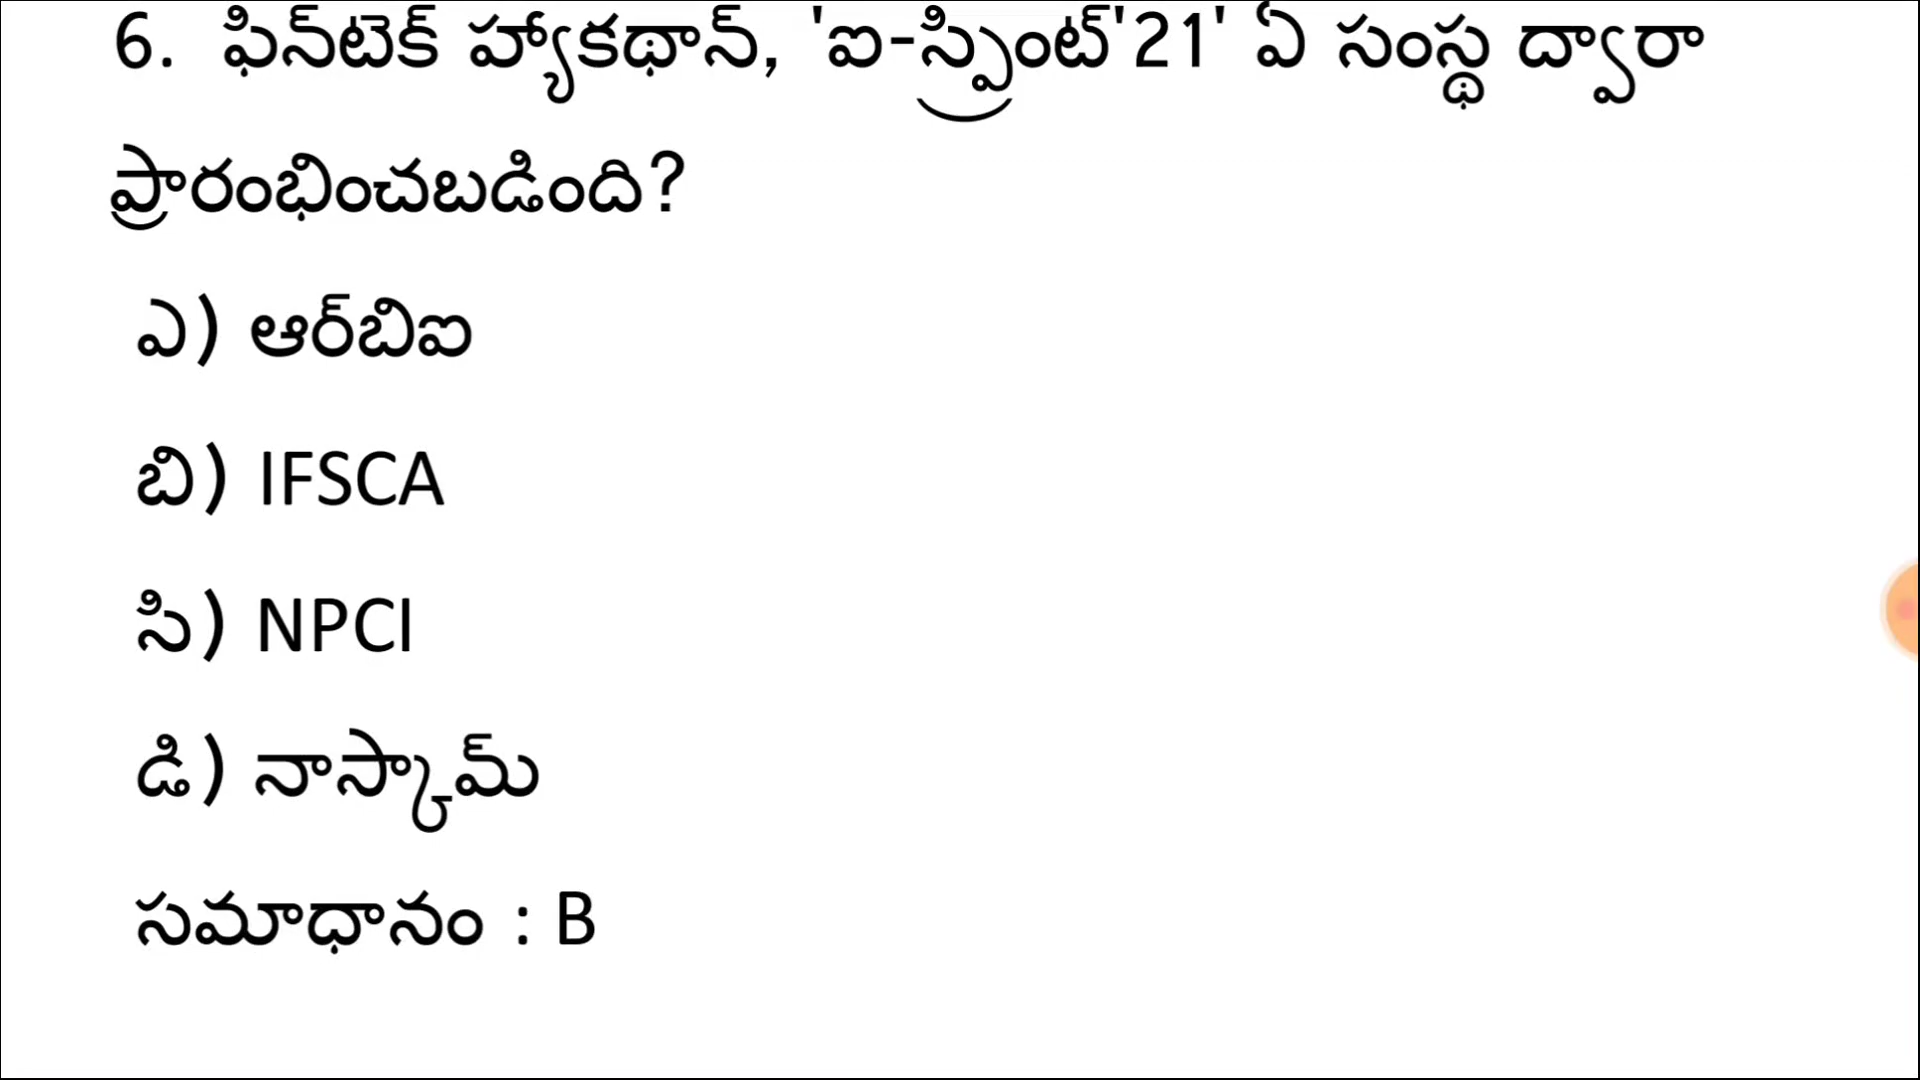 6. ఫిన్‌టెక్ హ్యాకథాన్, 'ఐ-స్ప్రింట్'21' ఏ సంస్థ ద్వారా
ప్రారంభించబడింది?
ఎ) ఆర్‌బిఐ
బి) IFSCA
సి) NPCI
డి) నాస్కామ్
సమాధానం : B